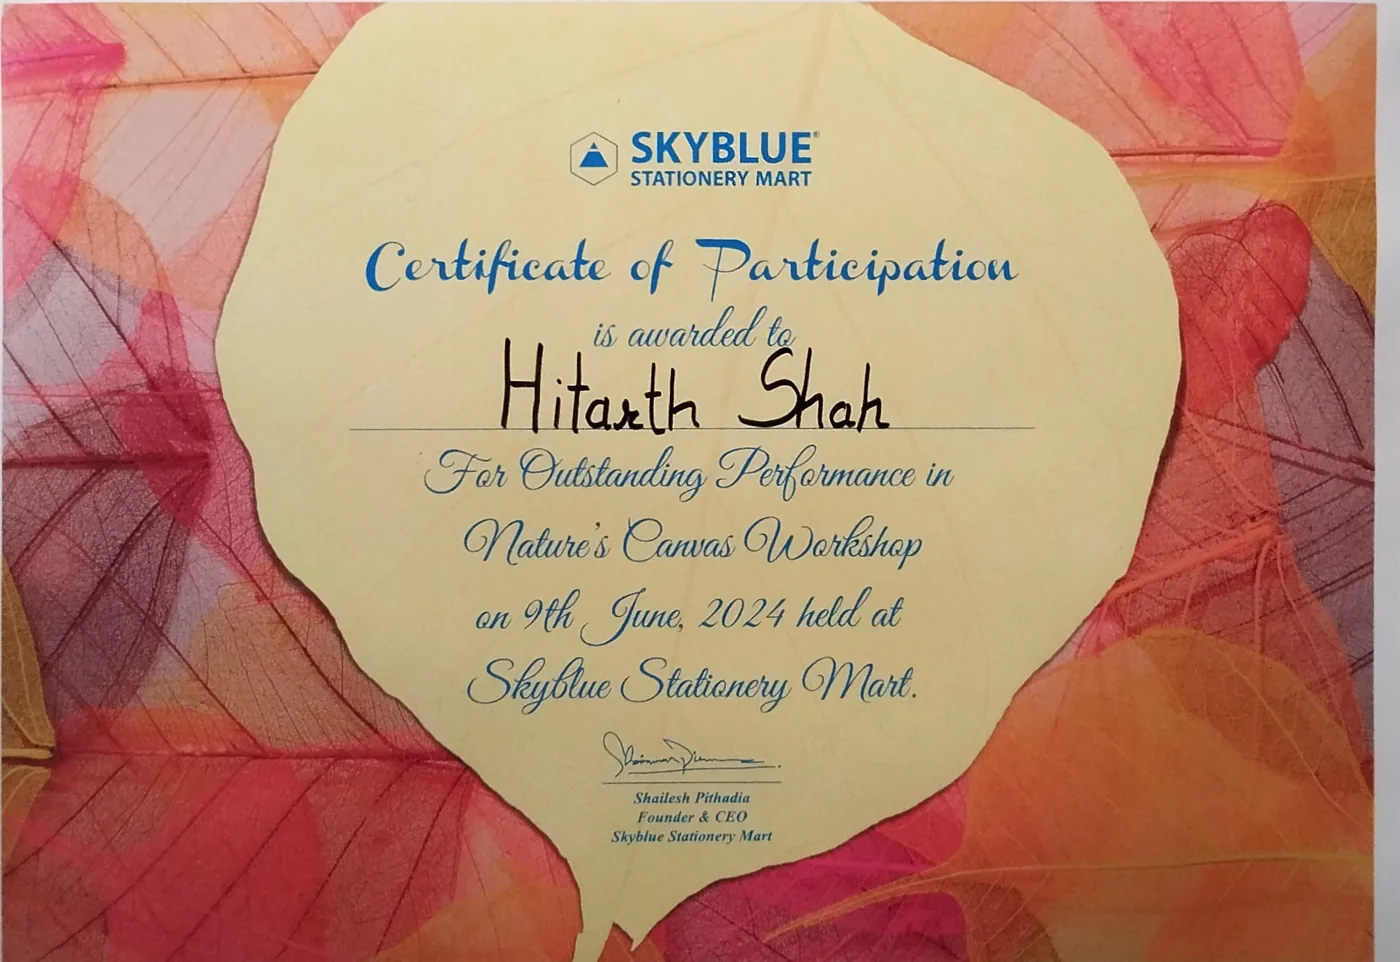 SKYBLUE®
STATIONERY MART
Certificate of Participation
is awarded to
Hitarth Shah
For Outstanding Performance in
Nature's Canvas Workshop
on 9th June, 2024 held at
Skyblue Stationery Mart.
Shailesh Pithadia
Founder & CEO
Skyblue Stationery Mart